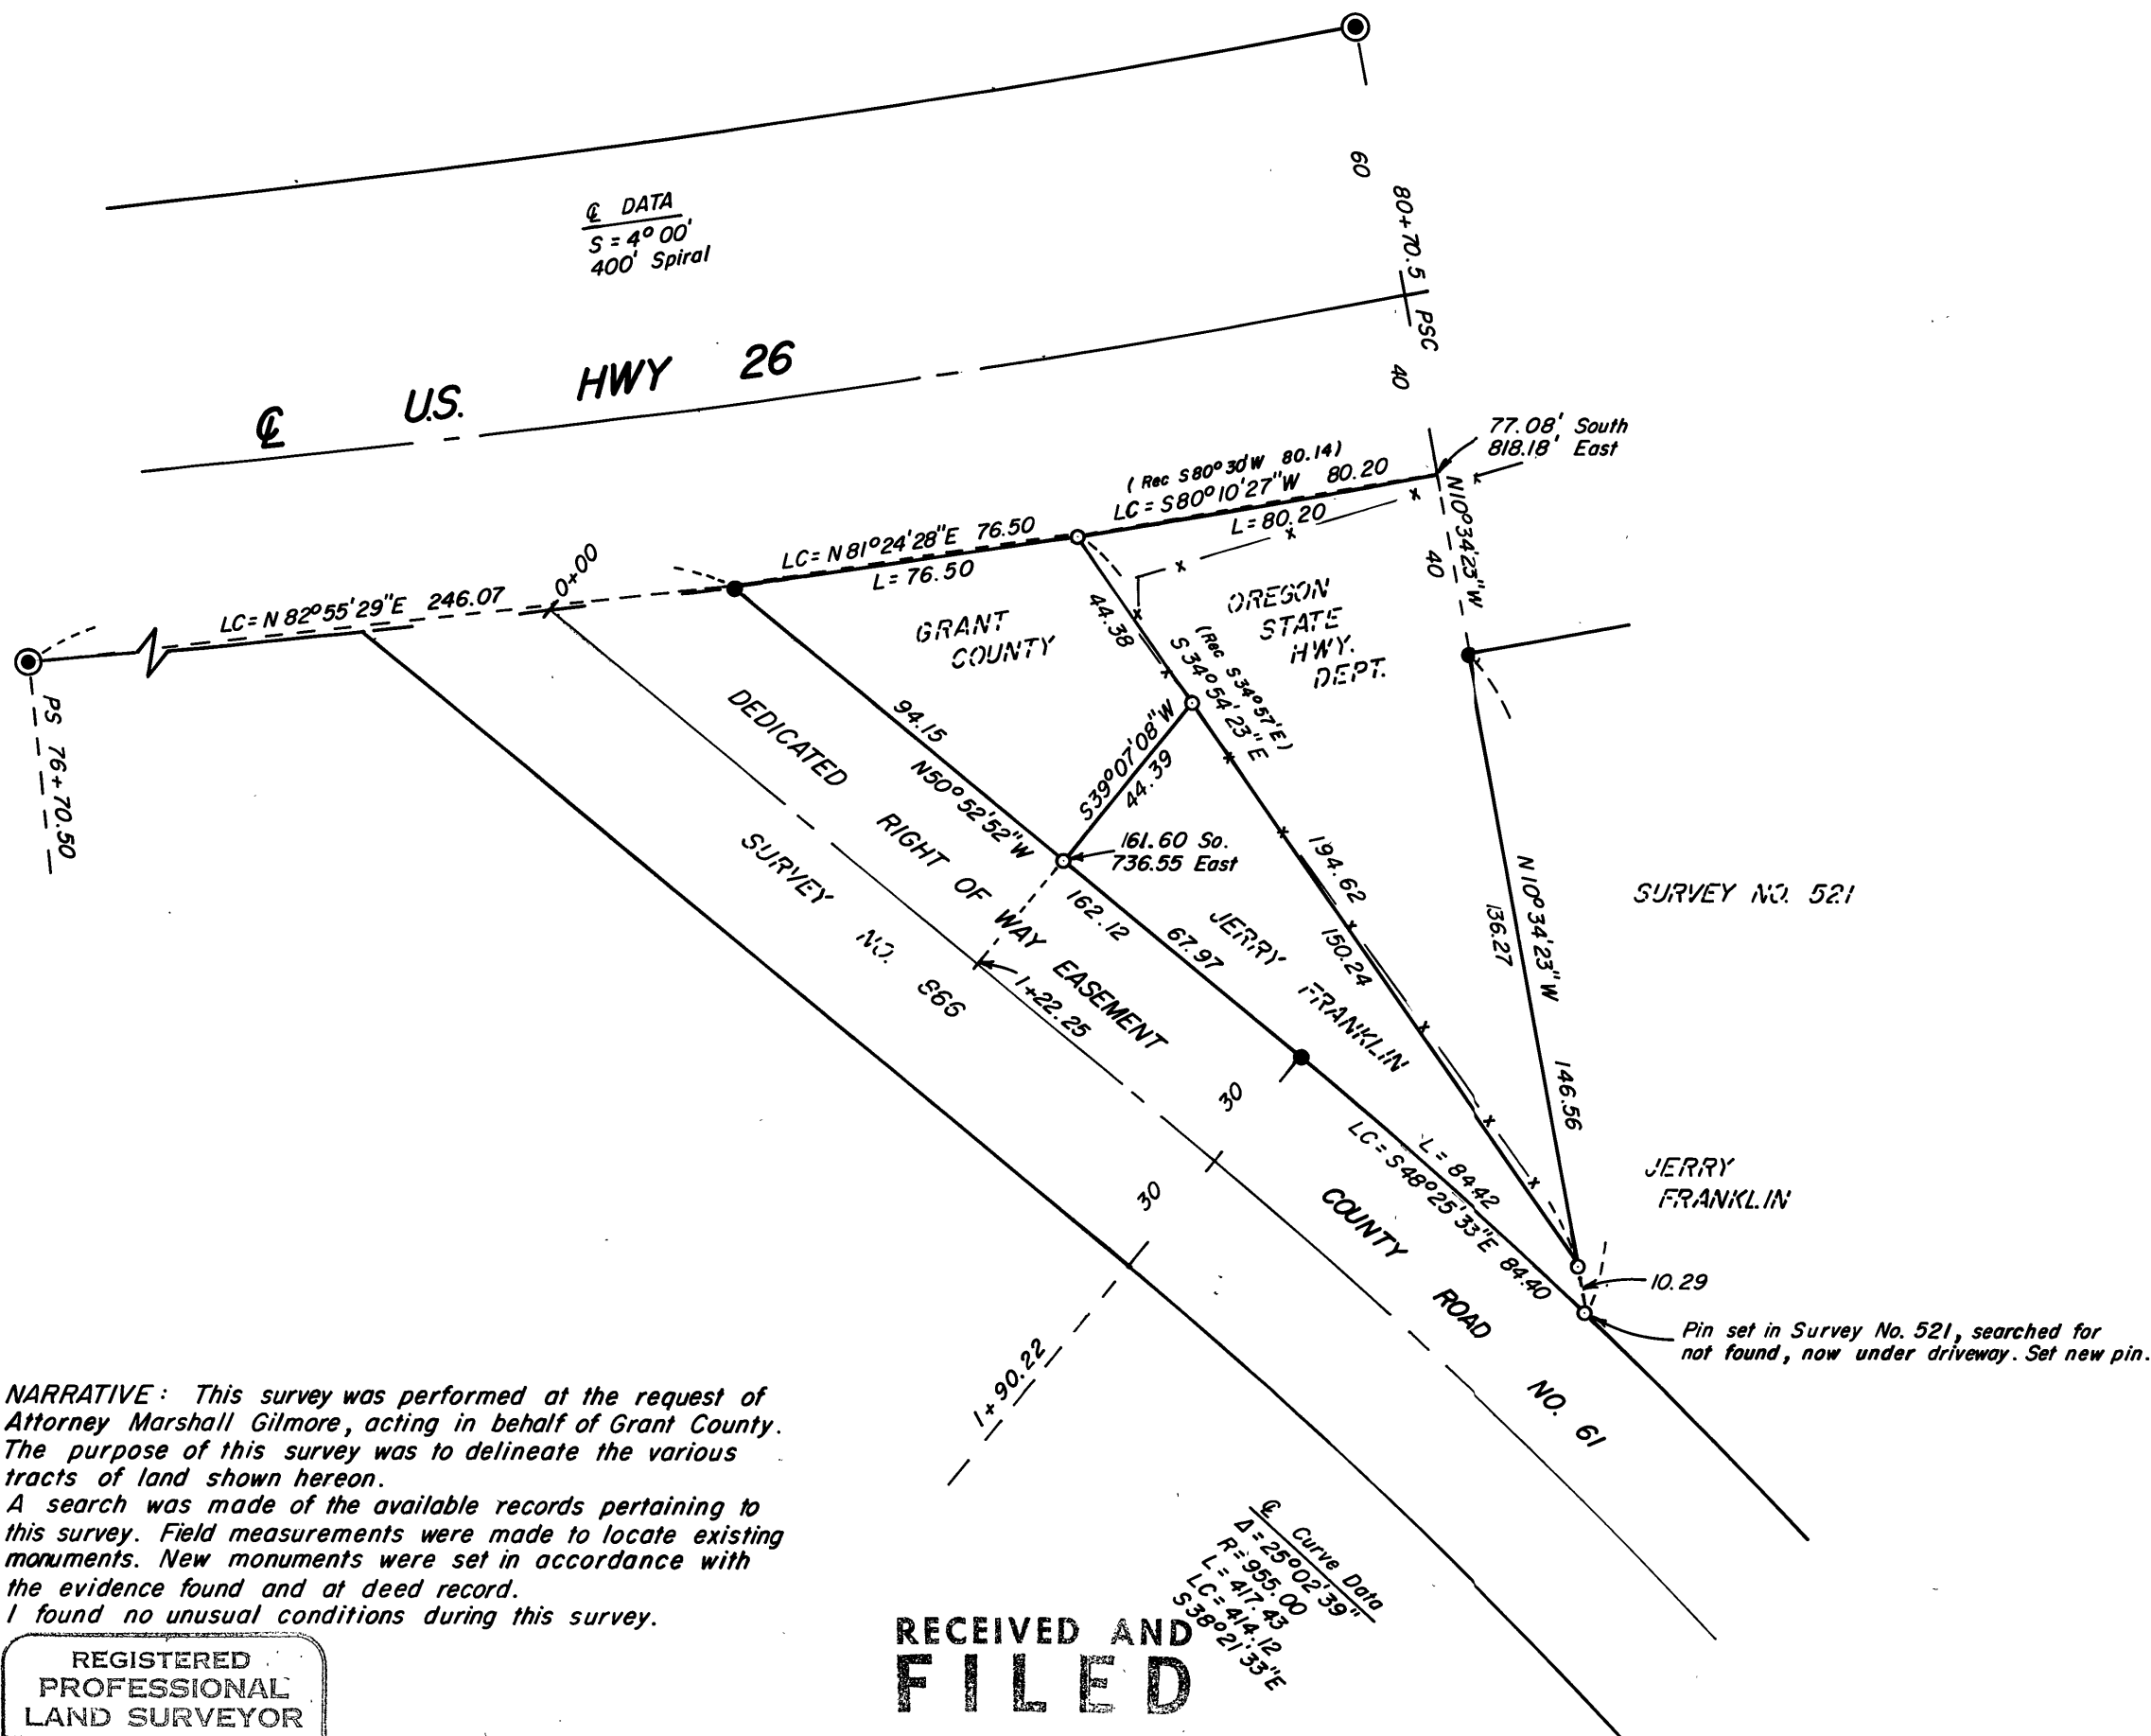 ℄ DATA
S = 4° 00'
400' Spiral
60
80+70.5 PSC
40
℄ U.S. HWY 26
77.08' South
818.18' East
(Rec S80°30'W 80.14)
LC = S80°10'27"W 80.20
L = 80.20
N10°34'23"W
40
LC = N 81°24'28"E 76.50
L = 76.50
0+00
LC = N 82°55'29"E 246.07
PS 76+70.50
GRANT
COUNTY
OREGON
STATE
HWY.
DEPT.
44.38
(Rec S34°57'E)
S 34°54'23" E
94.15
N50°52'52"W
S39°07'08"W
44.39
161.60 So.
736.55 East
DEDICATED RIGHT OF WAY EASEMENT
SURVEY NO. 866
162.12
67.97
JERRY FRANKLIN
194.62
150.24
N 10°34'23" W
136.27
146.56
SURVEY NO. 521
1+22.25
30
30
JERRY
FRANKLIN
L = 84.42
LC = S48°25'33"E 84.40
COUNTY ROAD NO. 61
10.29
Pin set in Survey No. 521, searched for
not found, now under driveway. Set new pin.
1+90.22
℄ Curve Data
Δ = 25°02'39"
R = 955.00
L = 417.43
LC = 414.12
S38°21'33"E
NARRATIVE: This survey was performed at the request of
Attorney Marshall Gilmore, acting in behalf of Grant County.
The purpose of this survey was to delineate the various
tracts of land shown hereon.
A search was made of the available records pertaining to
this survey. Field measurements were made to locate existing
monuments. New monuments were set in accordance with
the evidence found and at deed record.
I found no unusual conditions during this survey.
REGISTERED
PROFESSIONAL
LAND SURVEYOR
RECEIVED AND
FILED